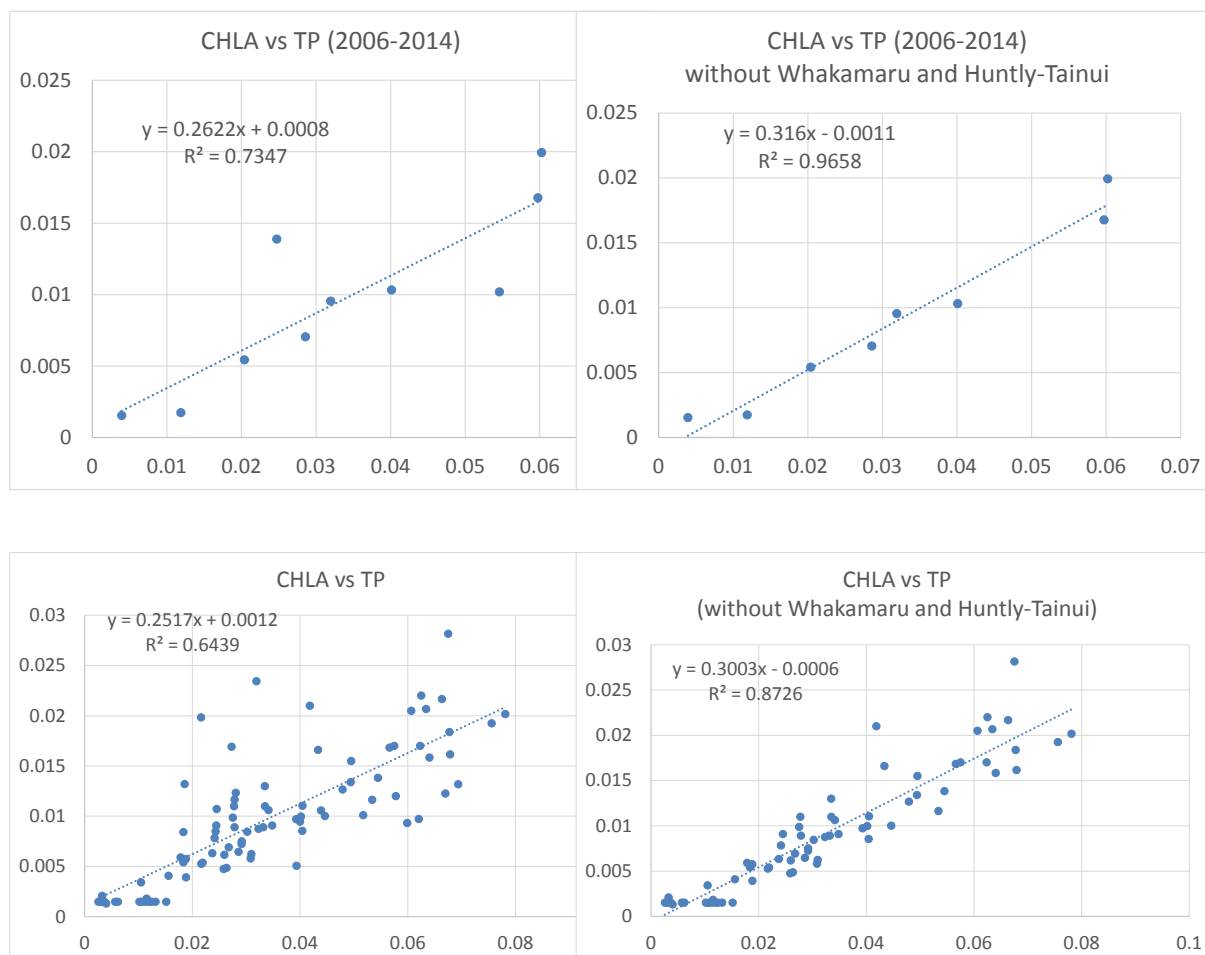 CHLA vs TP (2006-2014)
0.025
y = 0.2622x + 0.0008
R² = 0.7347
0.02
0.015
0.01
0.005
0
0 0.01 0.02 0.03 0.04 0.05 0.06
CHLA vs TP (2006-2014)
without Whakamaru and Huntly-Tainui
0.025
y = 0.316x - 0.0011
R² = 0.9658
0.02
0.015
0.01
0.005
0
0 0.01 0.02 0.03 0.04 0.05 0.06 0.07
CHLA vs TP
0.03
y = 0.2517x + 0.0012
R² = 0.6439
0.025
0.02
0.015
0.01
0.005
0
0 0.02 0.04 0.06 0.08
CHLA vs TP
(without Whakamaru and Huntly-Tainui)
0.03
y = 0.3003x - 0.0006
R² = 0.8726
0.025
0.02
0.015
0.01
0.005
0
0 0.02 0.04 0.06 0.08 0.1